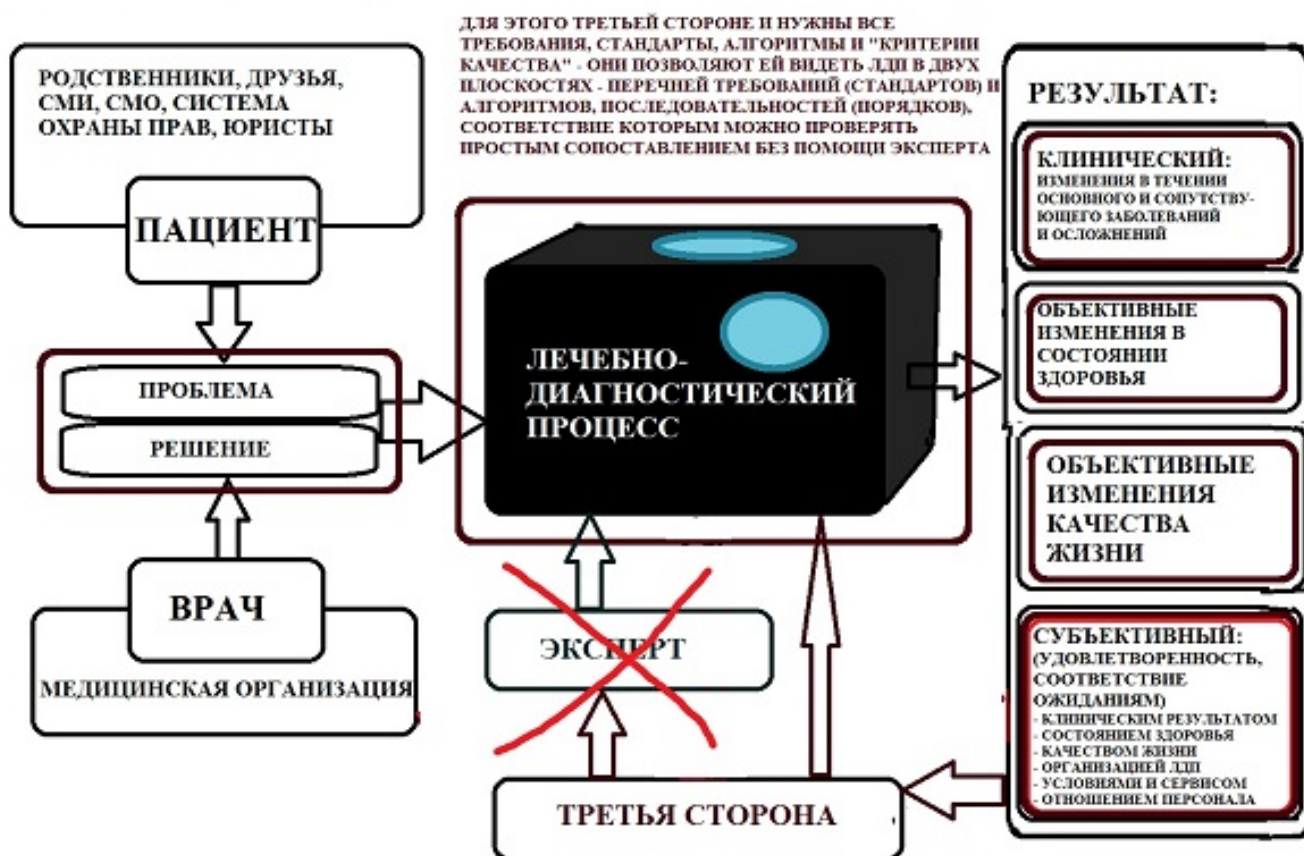 ДЛЯ ЭТОГО ТРЕТЬЕЙ СТОРОНЕ И НУЖНЫ ВСЕ
ТРЕБОВАНИЯ, СТАНДАРТЫ, АЛГОРИТМЫ И "КРИТЕРИИ
КАЧЕСТВА" - ОНИ ПОЗВОЛЯЮТ ЕЙ ВИДЕТЬ ЛДП В ДВУХ
ПЛОСКОСТЯХ - ПЕРЕЧНЕЙ ТРЕБОВАНИЙ (СТАНДАРТОВ) И
АЛГОРИТМОВ, ПОСЛЕДОВАТЕЛЬНОСТЕЙ (ПОРЯДКОВ),
СООТВЕТСТВИЕ КОТОРЫМ МОЖНО ПРОВЕРЯТЬ
ПРОСТЫМ СОПОСТАВЛЕНИЕМ БЕЗ ПОМОЩИ ЭКСПЕРТА
РОДСТВЕННИКИ, ДРУЗЬЯ,
СМИ, СМО, СИСТЕМА
ОХРАНЫ ПРАВ, ЮРИСТЫ
ПАЦИЕНТ
ПРОБЛЕМА
РЕШЕНИЕ
ВРАЧ
МЕДИЦИНСКАЯ ОРГАНИЗАЦИЯ
ЛЕЧЕБНО-
ДИАГНОСТИЧЕСКИЙ
ПРОЦЕСС
ЭКСПЕРТ
ТРЕТЬЯ СТОРОНА
РЕЗУЛЬТАТ:
КЛИНИЧЕСКИЙ:
ИЗМЕНЕНИЯ В ТЕЧЕНИИ
ОСНОВНОГО И СОПУТСТВУ-
ЮЩЕГО ЗАБОЛЕВАНИЙ
И ОСЛОЖНЕНИЙ
ОБЪЕКТИВНЫЕ
ИЗМЕНЕНИЯ В
СОСТОЯНИИ
ЗДОРОВЬЯ
ОБЪЕКТИВНЫЕ
ИЗМЕНЕНИЯ
КАЧЕСТВА
ЖИЗНИ
СУБЪЕКТИВНЫЙ:
(УДОВЛЕТВОРЕННОСТЬ,
СООТВЕТСТВИЕ
ОЖИДАНИЯМ)
- КЛИНИЧЕСКИМ РЕЗУЛЬТАТОМ
- СОСТОЯНИЕМ ЗДОРОВЬЯ
- КАЧЕСТВОМ ЖИЗНИ
- ОРГАНИЗАЦИЕЙ ЛДП
- УСЛОВИЯМИ И СЕРВИСОМ
- ОТНОШЕНИЕМ ПЕРСОНАЛА